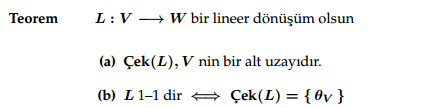 Teorem L : V ⟶ W bir lineer dönüşüm olsun
(a) Çek(L), V nin bir alt uzayıdır.
(b) L 1–1 dir ⟺ Çek(L) = { θ_V }